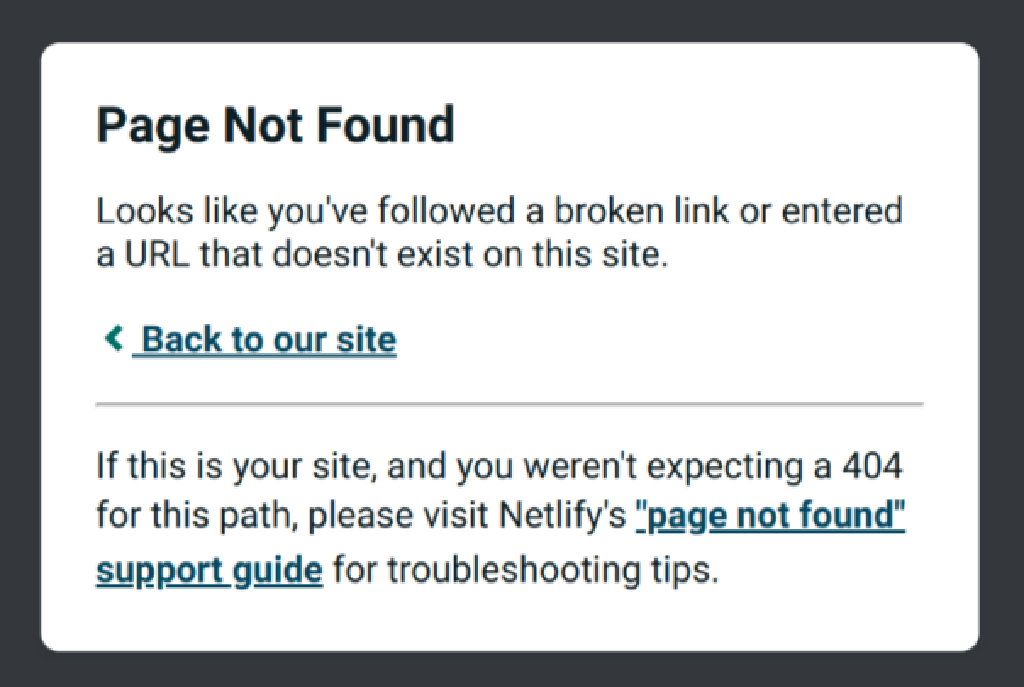 Page Not Found
Looks like you've followed a broken link or entered
a URL that doesn't exist on this site.
Back to our site
If this is your site, and you weren't expecting a 404
for this path, please visit Netlify's "page not found"
support guide for troubleshooting tips.